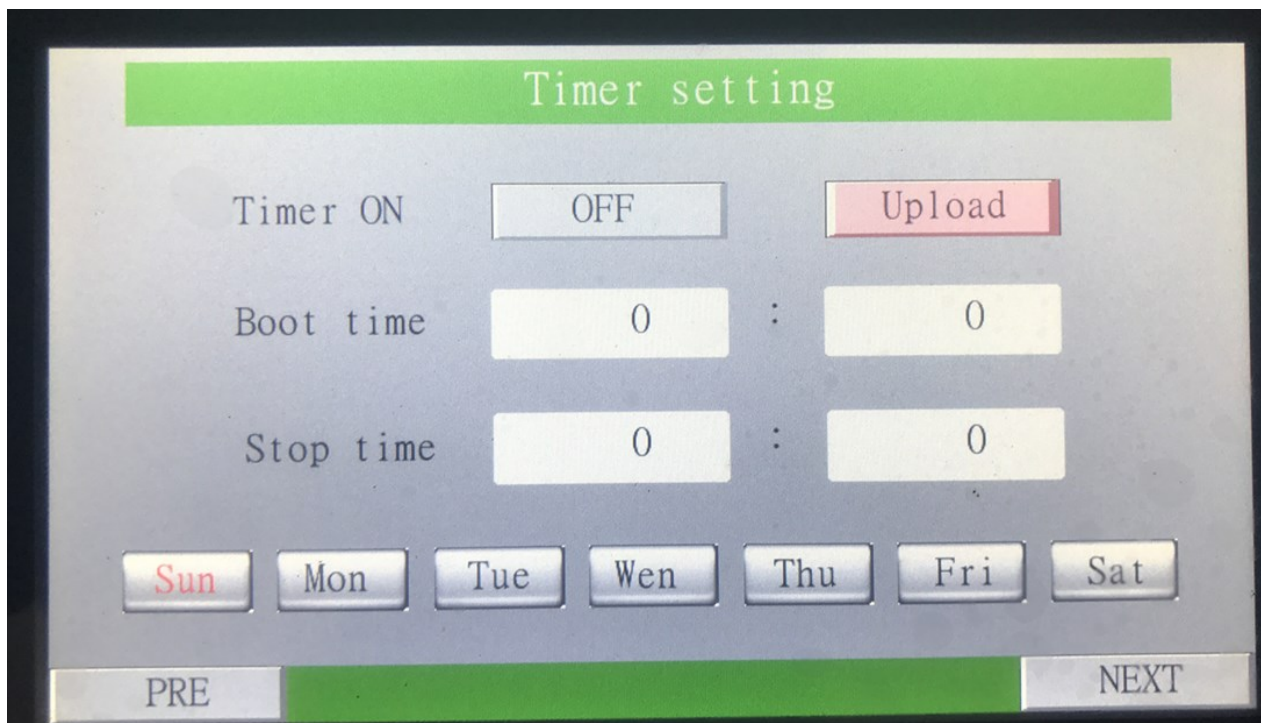 Timer setting
Timer ON OFF Upload
Boot time 0 : 0
Stop time 0 : 0
Sun Mon Tue Wen Thu Fri Sat
PRE NEXT